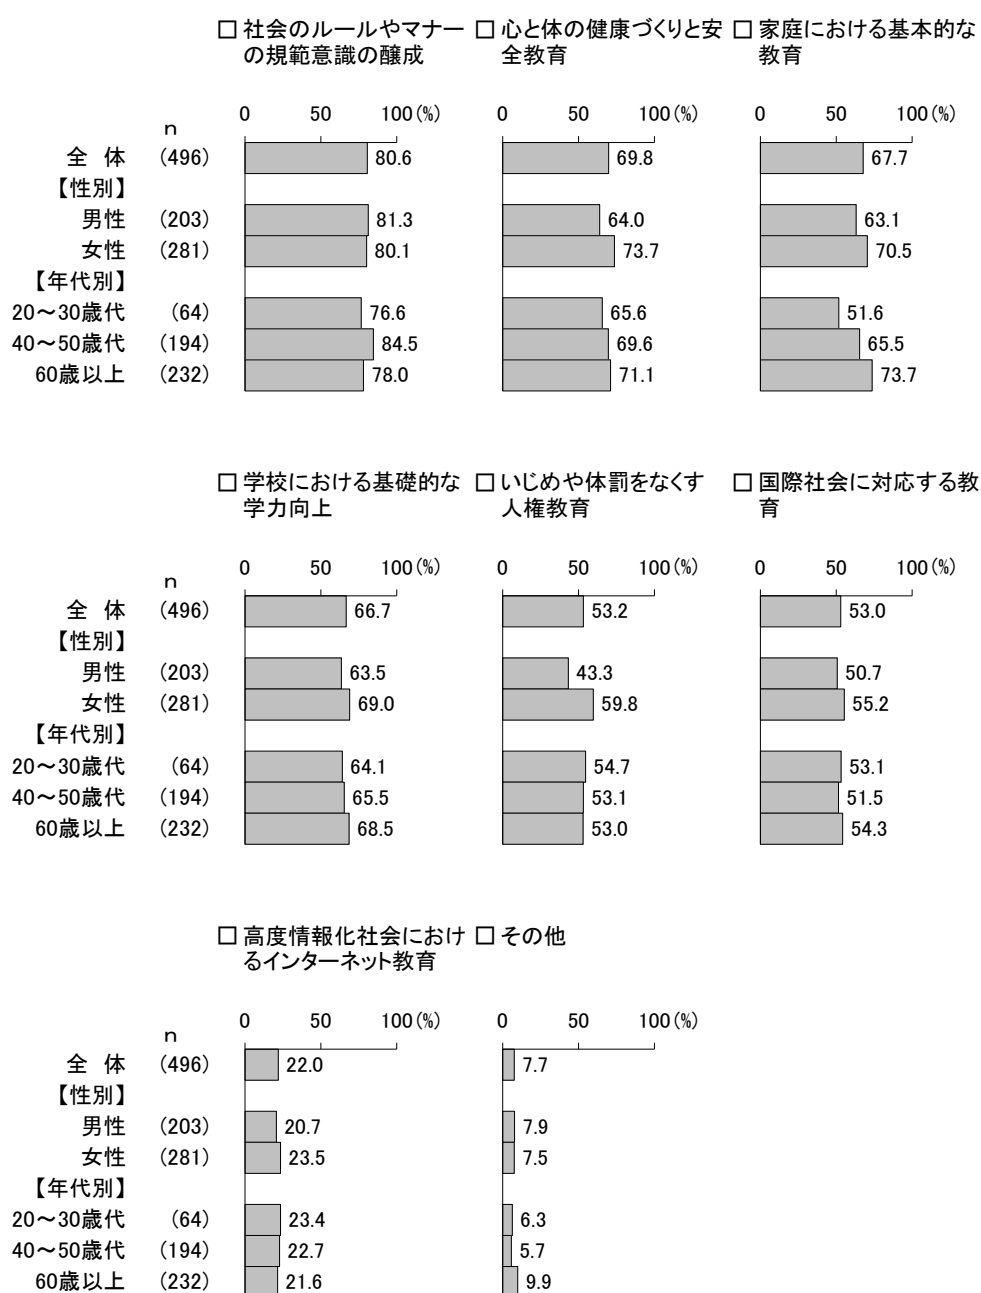 □ 社会のルールやマナー □ 心と体の健康づくりと安 □ 家庭における基本的な
の規範意識の醸成 全教育 教育
0 50 100(%) 0 50 100(%) 0 50 100(%)
n
全 体 (496) 80.6 69.8 67.7
【性別】
男性 (203) 81.3 64.0 63.1
女性 (281) 80.1 73.7 70.5
【年代別】
20～30歳代 (64) 76.6 65.6 51.6
40～50歳代 (194) 84.5 69.6 65.5
60歳以上 (232) 78.0 71.1 73.7
□ 学校における基礎的な □ いじめや体罰をなくす □ 国際社会に対応する教
学力向上 人権教育 育
0 50 100(%) 0 50 100(%) 0 50 100(%)
n
全 体 (496) 66.7 53.2 53.0
【性別】
男性 (203) 63.5 43.3 50.7
女性 (281) 69.0 59.8 55.2
【年代別】
20～30歳代 (64) 64.1 54.7 53.1
40～50歳代 (194) 65.5 53.1 51.5
60歳以上 (232) 68.5 53.0 54.3
□ 高度情報化社会におけ □ その他
るインターネット教育
0 50 100(%) 0 50 100(%)
n
全 体 (496) 22.0 7.7
【性別】
男性 (203) 20.7 7.9
女性 (281) 23.5 7.5
【年代別】
20～30歳代 (64) 23.4 6.3
40～50歳代 (194) 22.7 5.7
60歳以上 (232) 21.6 9.9